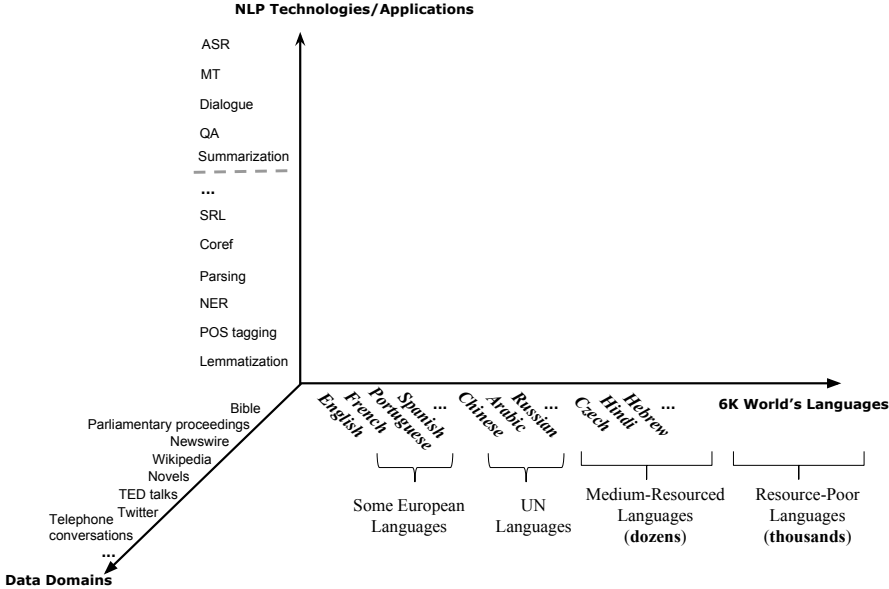 NLP Technologies/Applications
ASR
MT
Dialogue
QA
Summarization
...
SRL
Coref
Parsing
NER
POS tagging
Lemmatization
Bible
Parliamentary proceedings
Newswire
Wikipedia
Novels
TED talks
Twitter
Telephone
conversations
...
Data Domains
English
French
Portuguese
Spanish
...
Chinese
Arabic
Russian
...
Czech
Hindi
Hebrew
...
6K World's Languages
Some European
Languages
UN
Languages
Medium-Resourced
Languages
(dozens)
Resource-Poor
Languages
(thousands)